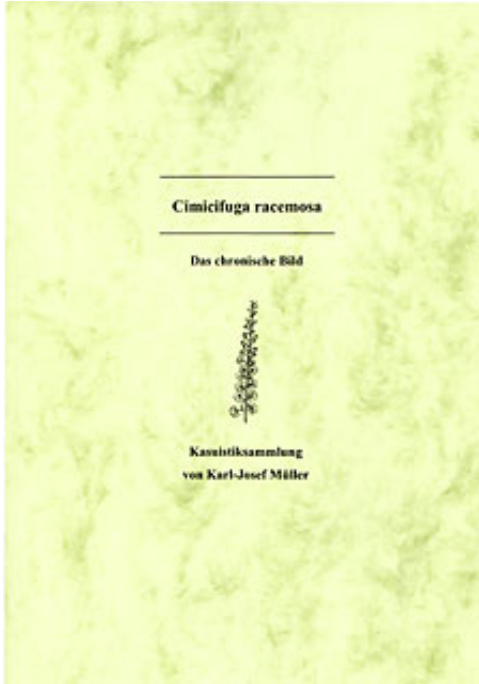 Cimicifuga racemosa
Das chronische Bild
Kasuistiksammlung
von Karl-Josef Müller